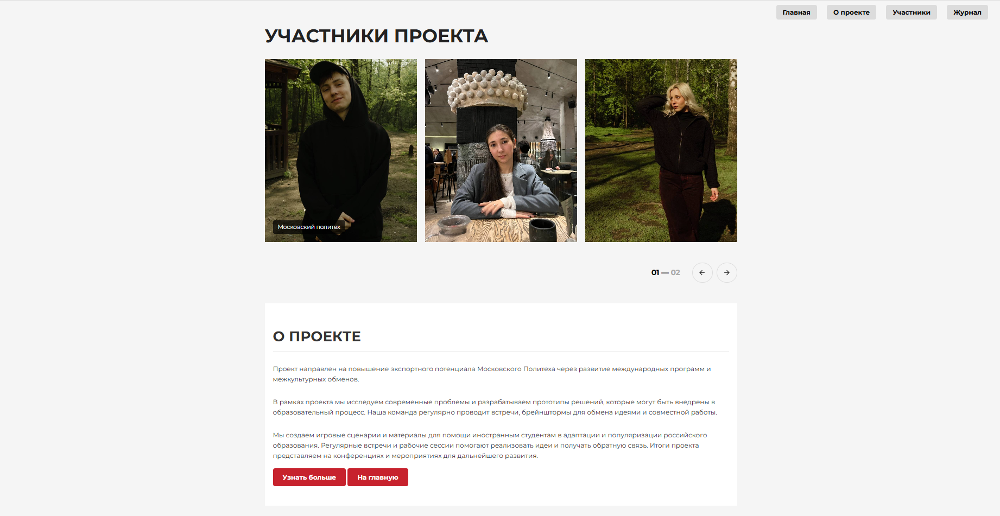 Главная
О проекте
Участники
Журнал
УЧАСТНИКИ ПРОЕКТА
Московский политех
01 — 02
О ПРОЕКТЕ
Проект направлен на повышение экспортного потенциала Московского Политеха через развитие международных программ и
межкультурных обменов.
В рамках проекта мы исследуем современные проблемы и разрабатываем прототипы решений, которые могут быть внедрены в
образовательный процесс. Наша команда регулярно проводит встречи, брейнштормы для обмена идеями и совместной работы.
Мы создаем игровые сценарии и материалы для помощи иностранным студентам в адаптации и популяризации российского
образования. Регулярные встречи и рабочие сессии помогают реализовать идеи и получать обратную связь. Итоги проекта
представляем на конференциях и мероприятиях для дальнейшего развития.
Узнать больше
На главную